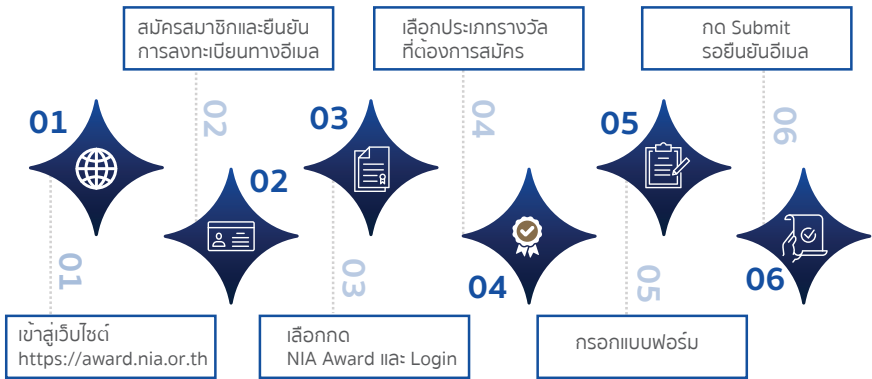 01
01
เข้าสู่เว็บไซต์
https://award.nia.or.th
สมัครสมาชิกและยืนยัน
การลงทะเบียนทางอีเมล
02
02
03
03
เลือกกด
NIA Award และ Login
เลือกประเภทรางวัล
ที่ต้องการสมัคร
04
04
05
05
กรอกแบบฟอร์ม
กด Submit
รอยืนยันอีเมล
06
06